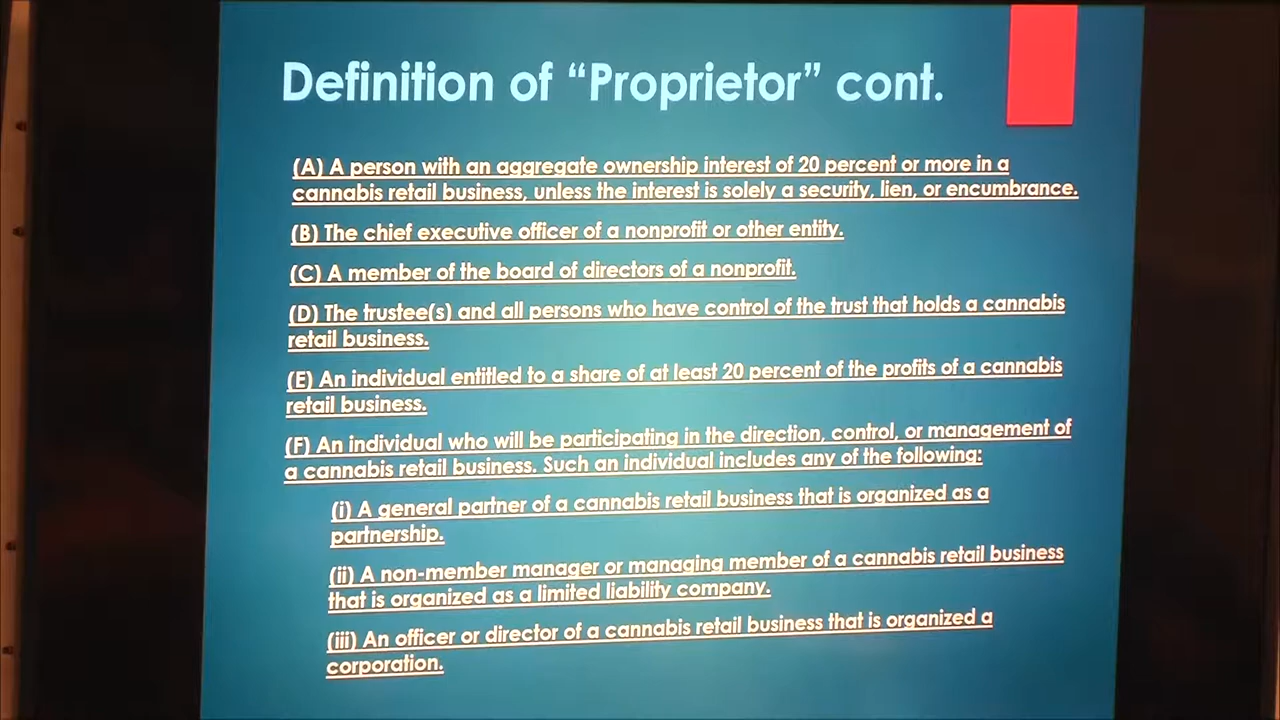 Definition of “Proprietor” cont.
(A) A person with an aggregate ownership interest of 20 percent or more in a
cannabis retail business, unless the interest is solely a security, lien, or encumbrance.
(B) The chief executive officer of a nonprofit or other entity.
(C) A member of the board of directors of a nonprofit.
(D) The trustee(s) and all persons who have control of the trust that holds a cannabis
retail business.
(E) An individual entitled to a share of at least 20 percent of the profits of a cannabis
retail business.
(F) An individual who will be participating in the direction, control, or management of
a cannabis retail business. Such an individual includes any of the following:
(i) A general partner of a cannabis retail business that is organized as a
partnership.
(ii) A non-member manager or managing member of a cannabis retail business
that is organized as a limited liability company.
(iii) An officer or director of a cannabis retail business that is organized a
corporation.